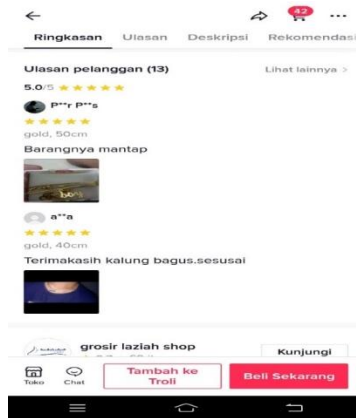 42
Ringkasan Ulasan Deskripsi Rekomendasi
Ulasan pelanggan (13) Lihat lainnya >
5.0/5
P**r P**s
gold, 50cm
Barangnya mantap
a**a
gold, 40cm
Terimakasih kalung bagus.sesusai
grosir laziah shop
Kunjungi
Toko Chat
Tambah ke
Troli
Beli Sekarang